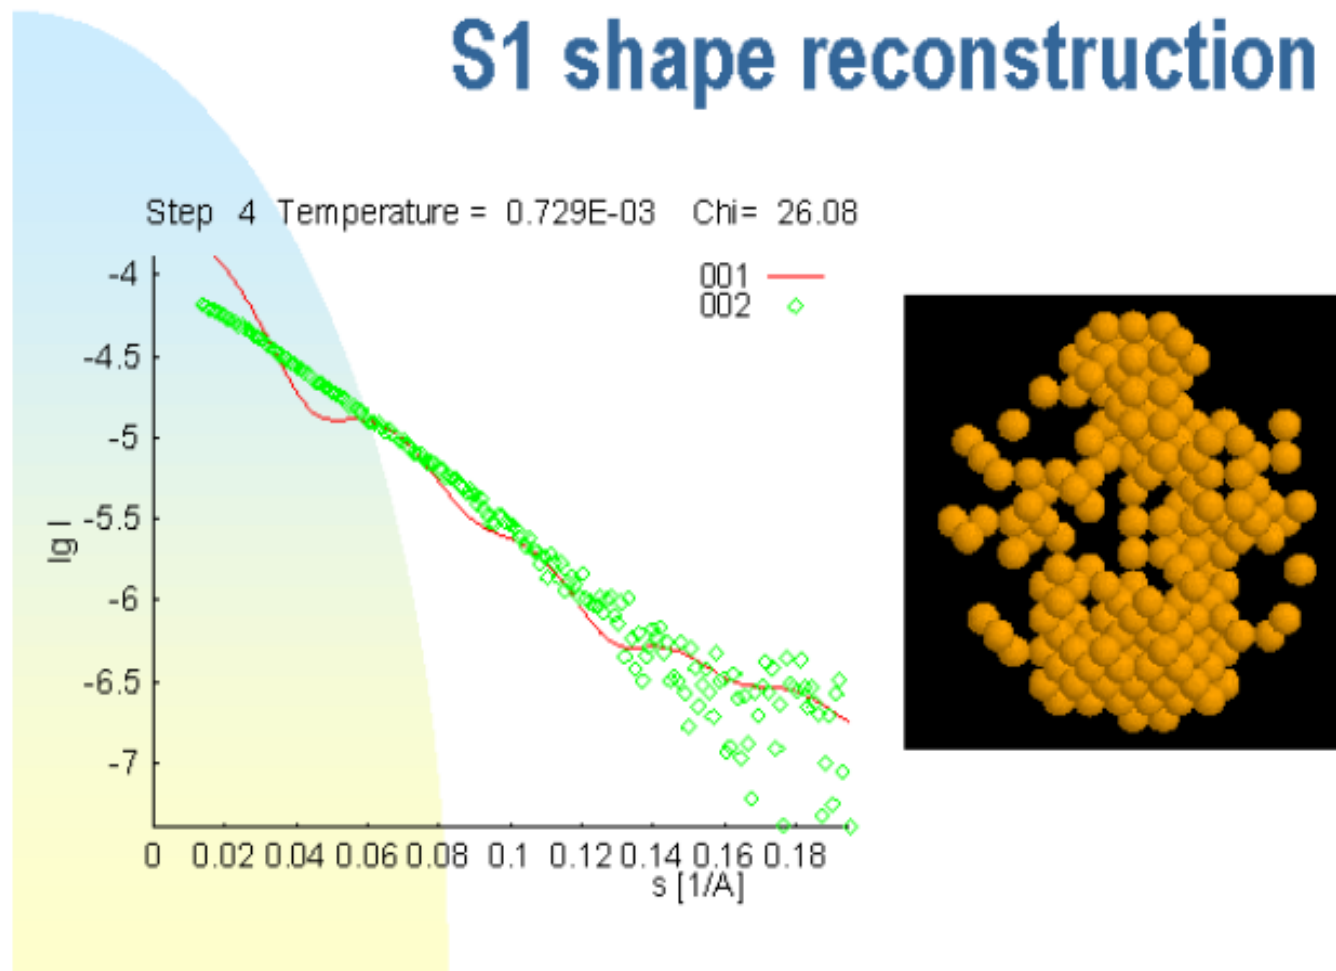 S1 shape reconstruction
Step 4 Temperature = 0.729E-03 Chi= 26.08
001
002
-4
-4.5
-5
-5.5
-6
-6.5
-7
lg I
0 0.02 0.04 0.06 0.08 0.1 0.12 0.14 0.16 0.18
s [1/A]